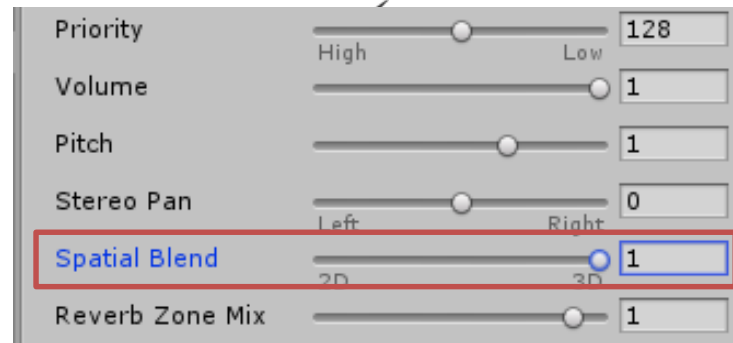 Priority 128
High Low
Volume 1
Pitch 1
Stereo Pan 0
Left Right
Spatial Blend 1
2D 3D
Reverb Zone Mix 1